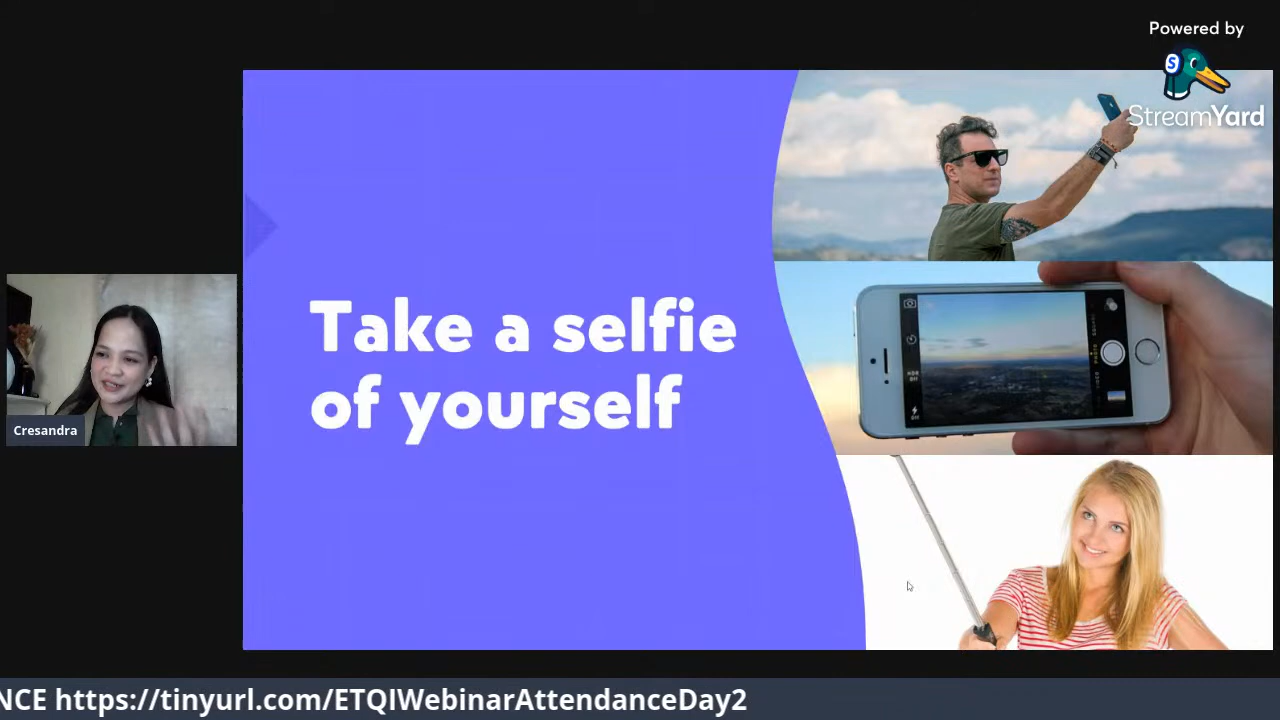 Powered by
StreamYard
Take a selfie
of yourself
Cresandra
NCE https://tinyurl.com/ETQIWebinarAttendanceDay2